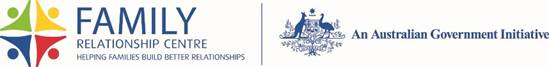 FAMILY
RELATIONSHIP CENTRE
HELPING FAMILIES BUILD BETTER RELATIONSHIPS
An Australian Government Initiative